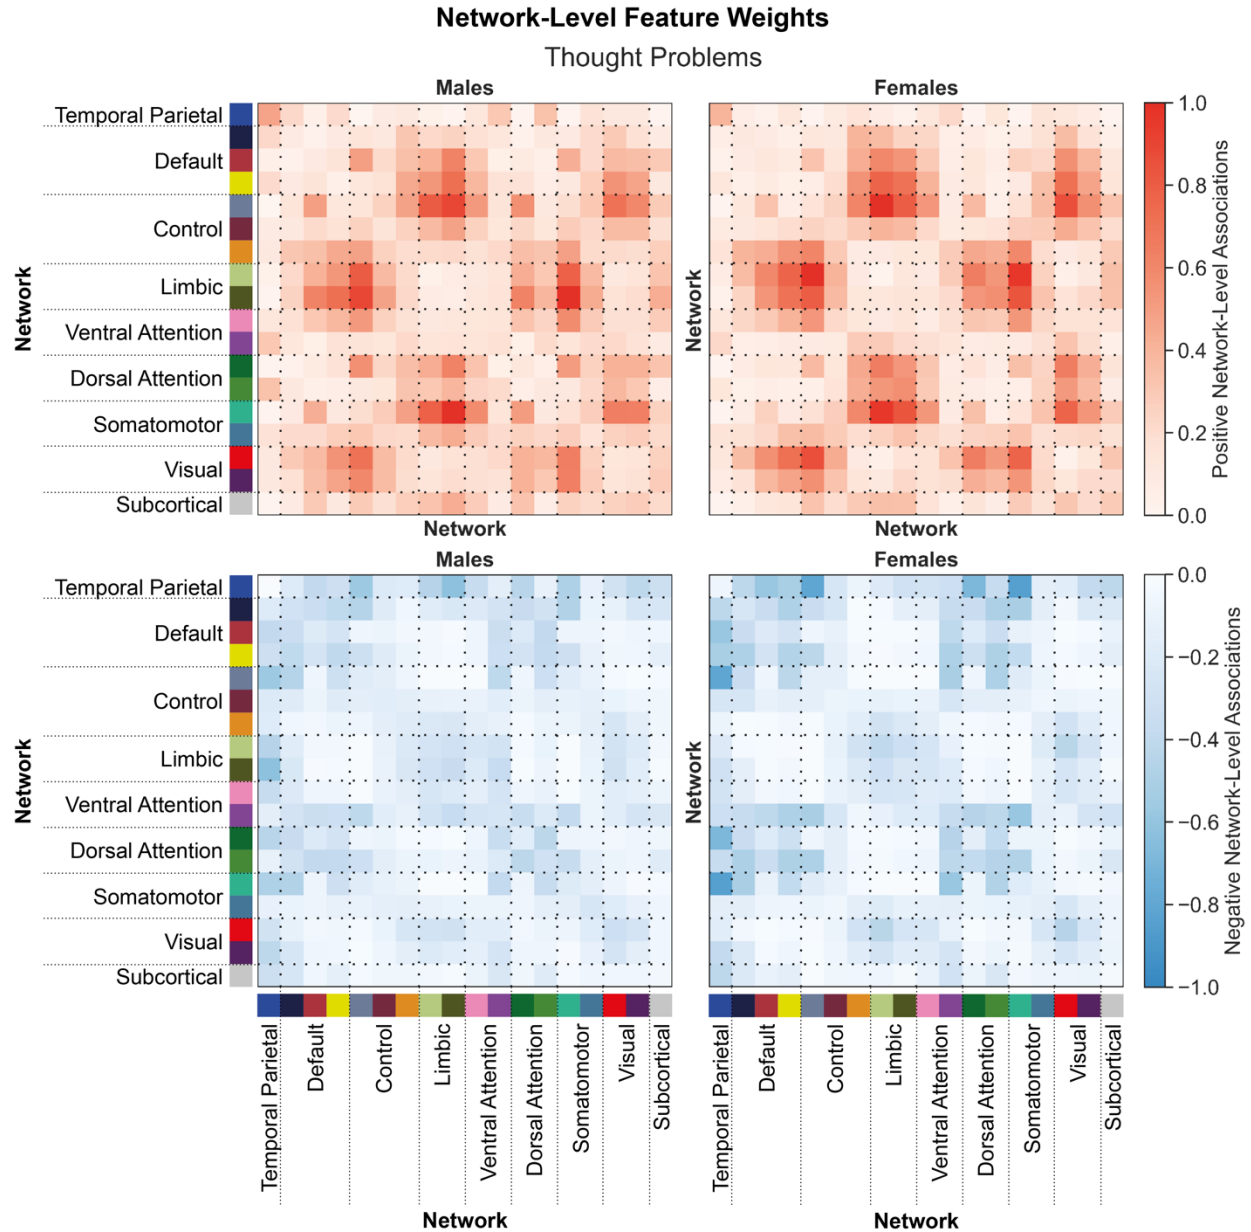 Network-Level Feature Weights
Thought Problems
Males
Females
Temporal Parietal
Default
Control
Limbic
Ventral Attention
Dorsal Attention
Somatomotor
Visual
Subcortical
Network
Network
Network
Network
1.0
0.8
0.6
0.4
0.2
0.0
Positive Network-Level Associations
Males
Females
Temporal Parietal
Default
Control
Limbic
Ventral Attention
Dorsal Attention
Somatomotor
Visual
Subcortical
Network
Network
0.0
−0.2
−0.4
−0.6
−0.8
−1.0
Negative Network-Level Associations
Temporal Parietal
Default
Control
Limbic
Ventral Attention
Dorsal Attention
Somatomotor
Visual
Subcortical
Temporal Parietal
Default
Control
Limbic
Ventral Attention
Dorsal Attention
Somatomotor
Visual
Subcortical
Network
Network